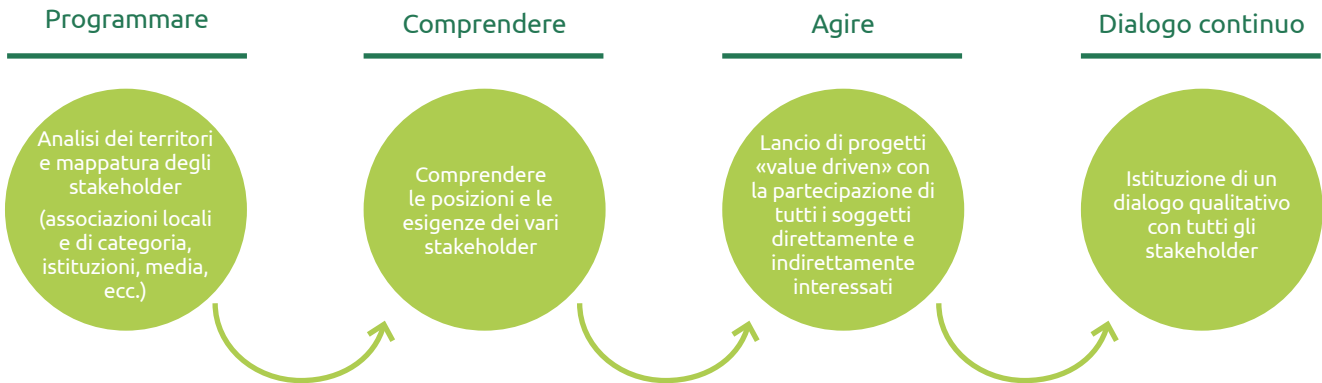 Programmare
Analisi dei territori
e mappatura degli
stakeholder
(associazioni locali
e di categoria,
istituzioni, media,
ecc.)
Comprendere
Comprendere
le posizioni e le
esigenze dei vari
stakeholder
Agire
Lancio di progetti
«value driven» con
la partecipazione di
tutti i soggetti
direttamente e
indirettamente
interessati
Dialogo continuo
Istituzione di un
dialogo qualitativo
con tutti gli
stakeholder